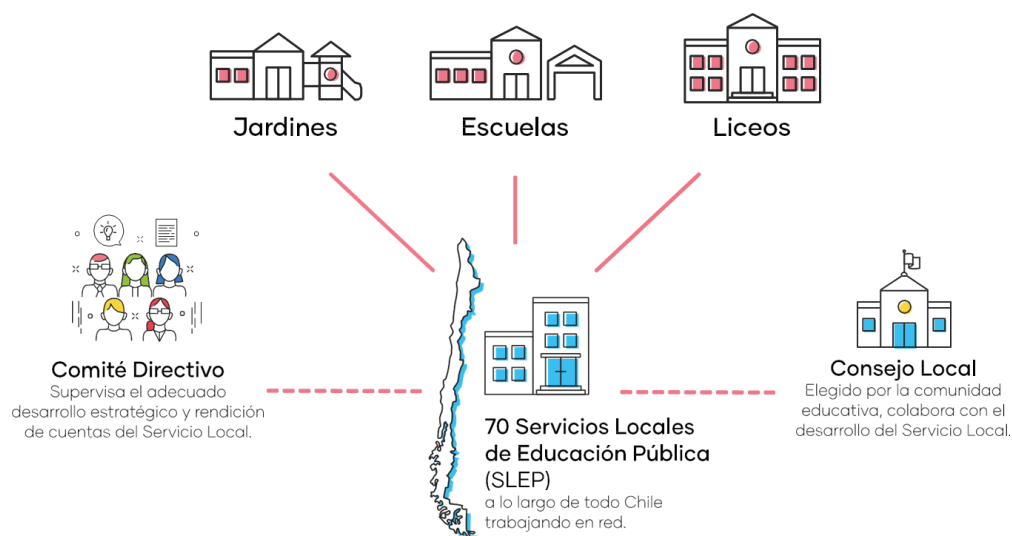 Jardines
Escuelas
Liceos
Comité Directivo
Supervisa el adecuado
desarrollo estratégico y rendición
de cuentas del Servicio Local.
70 Servicios Locales
de Educación Pública
(SLEP)
a lo largo de todo Chile
trabajando en red.
Consejo Local
Elegido por la comunidad
educativa, colabora con el
desarrollo del Servicio Local.